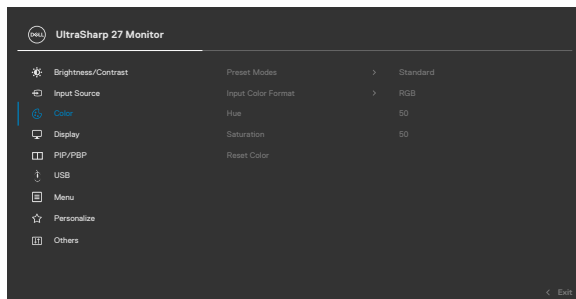 DELL UltraSharp 27 Monitor
Brightness/Contrast Preset Modes > Standard
Input Source Input Color Format > RGB
Color Hue 50
Display Saturation 50
PIP/PBP Reset Color
USB
Menu
Personalize
Others
< Exit